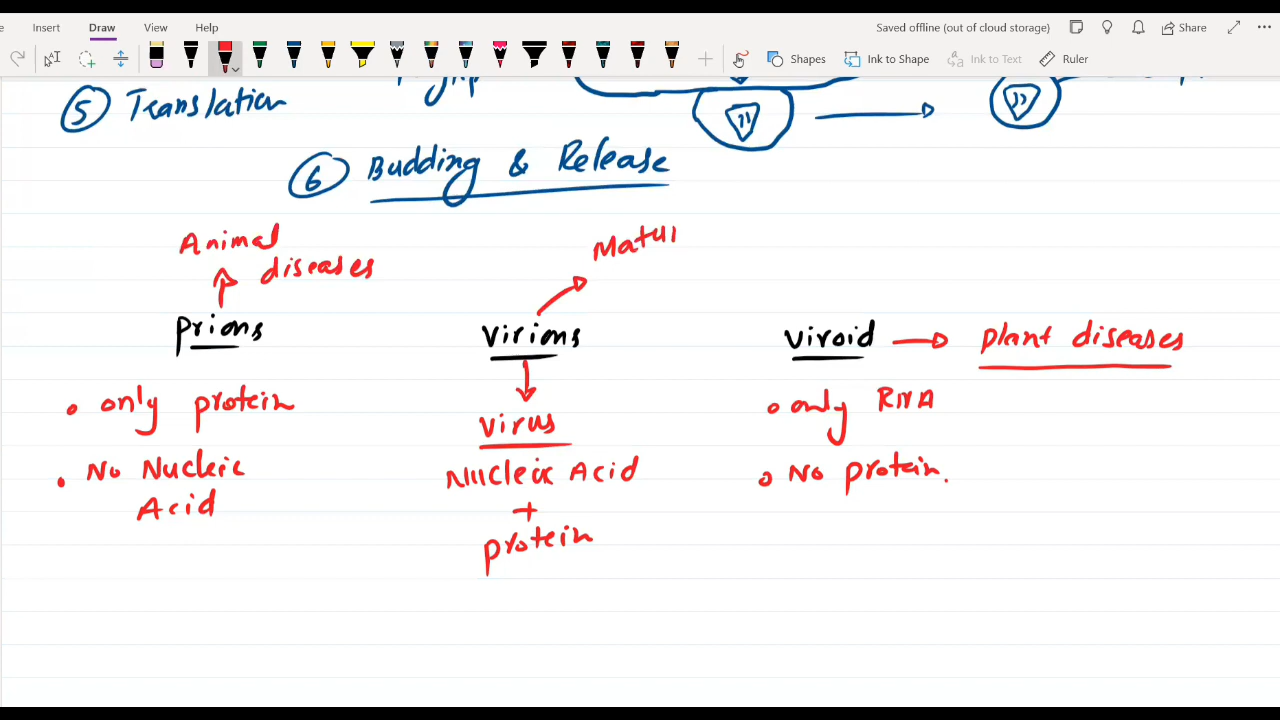 Insert Draw View Help
Saved offline (out of cloud storage)
Share
Shapes
Ink to Shape
Ink to Text
Ruler
5 Translation
6 Budding & Release
Animal
diseases
Prions
• only protein
• No Nucleic
Acid
Matu
Virions
Virus
Nucleic Acid
+
protein
Viroid → plant diseases
• only RNA
• No protein.